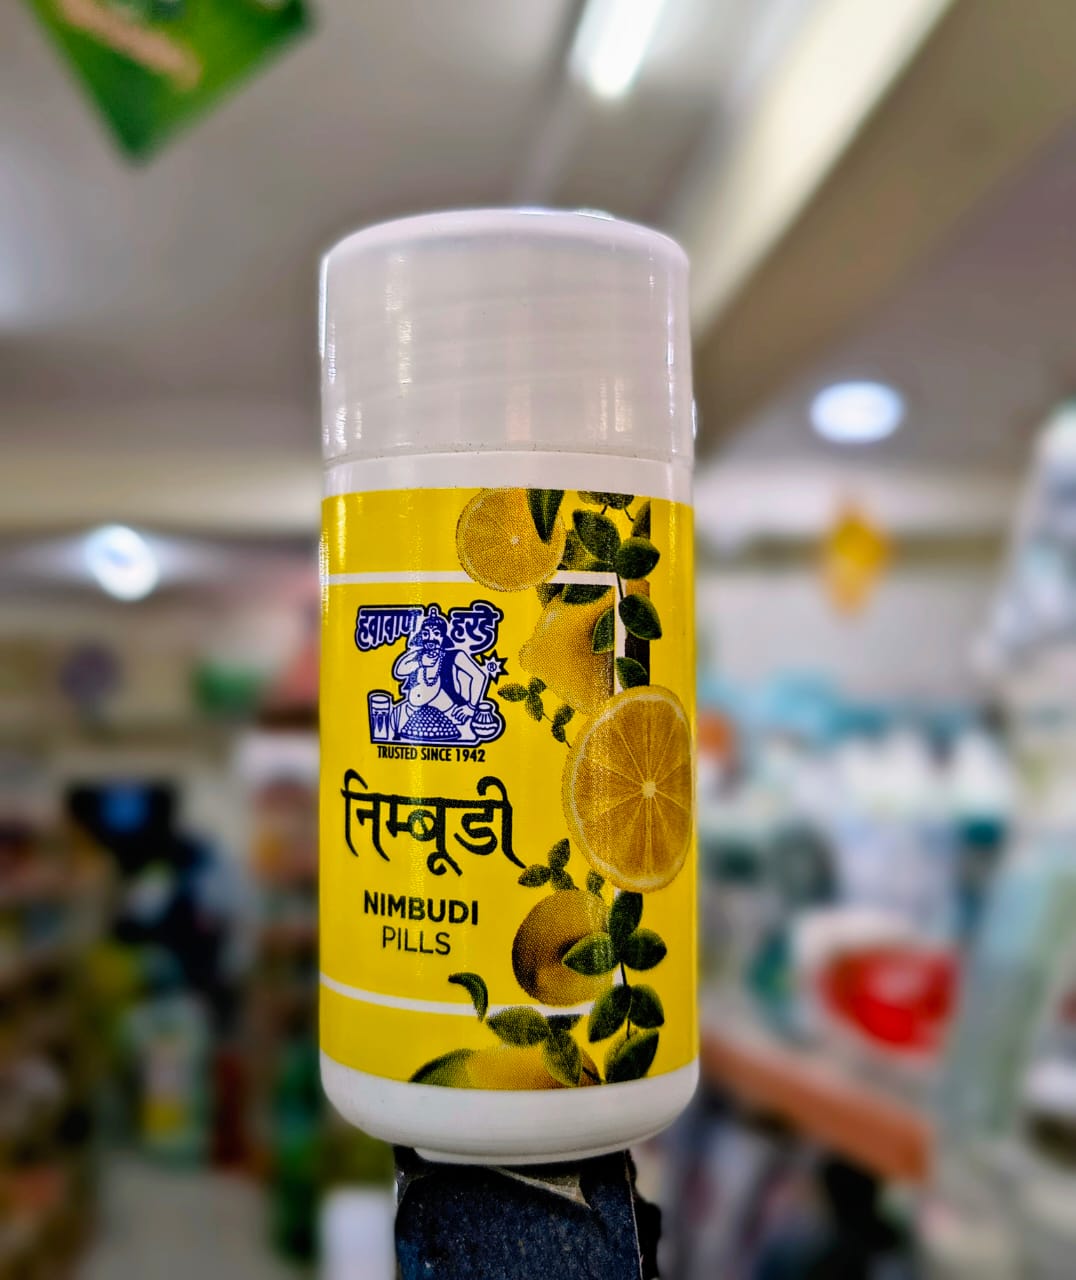 हवाबाण हरडे
®
TRUSTED SINCE 1942
निम्बूडी
NIMBUDI
PILLS